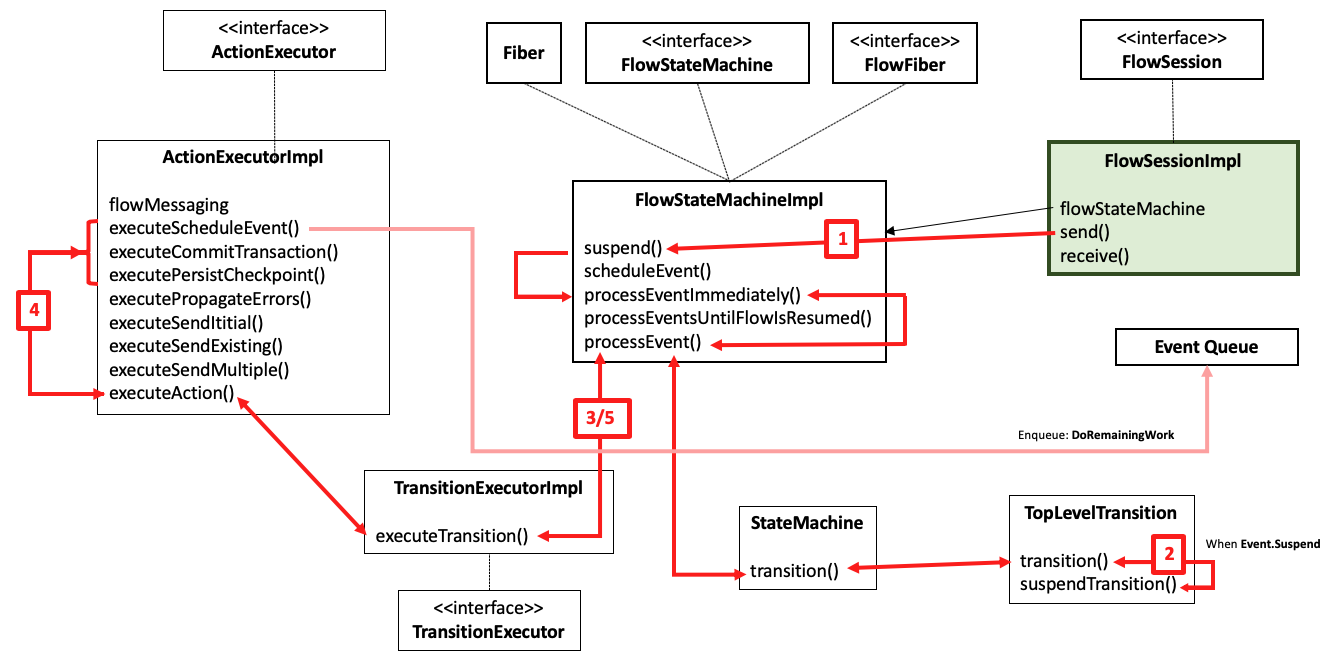 <<interface>>
ActionExecutor
Fiber
<<interface>>
FlowStateMachine
<<interface>>
FlowFiber
<<interface>>
FlowSession
ActionExecutorImpl
flowMessaging
executeScheduleEvent()
executeCommitTransaction()
executePersistCheckpoint()
executePropagateErrors()
executeSendItitial()
executeSendExisting()
executeSendMultiple()
executeAction()
4
FlowStateMachineImpl
suspend()
scheduleEvent()
processEventImmediately()
processEventsUntilFlowIsResumed()
processEvent()
1
FlowSessionImpl
flowStateMachine
send()
receive()
Event Queue
3/5
Enqueue: DoRemainingWork
TransitionExecutorImpl
executeTransition()
<<interface>>
TransitionExecutor
StateMachine
transition()
TopLevelTransition
transition()
suspendTransition()
2
When Event.Suspend